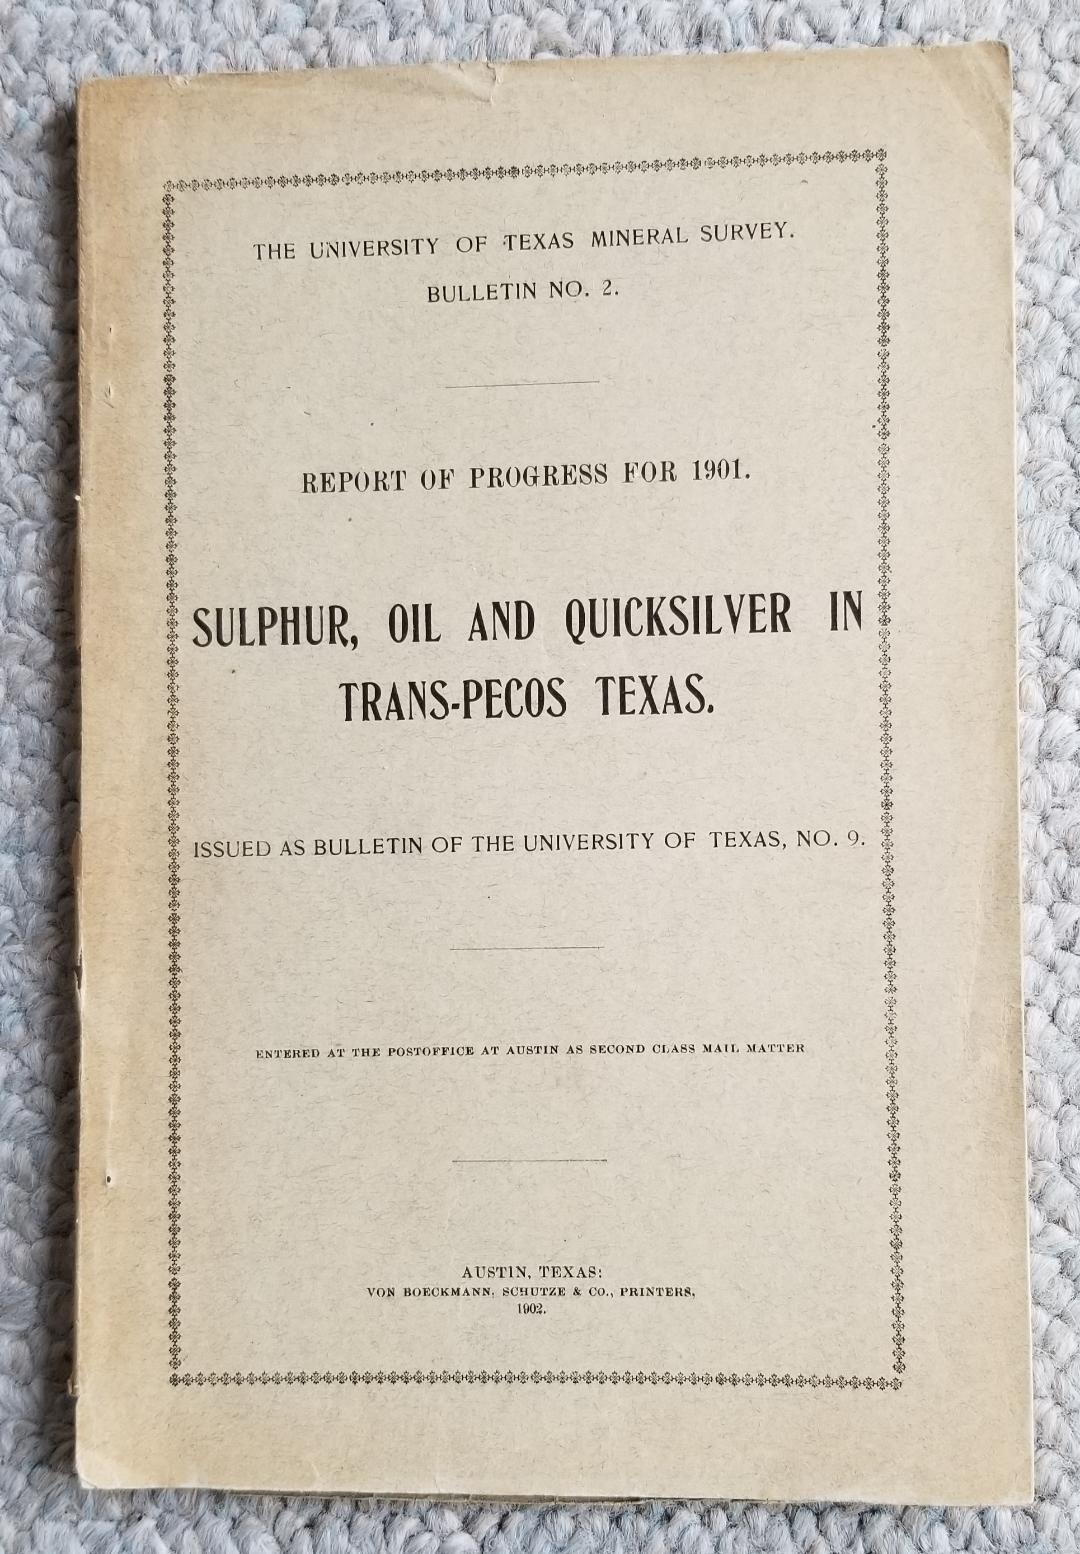 THE UNIVERSITY OF TEXAS MINERAL SURVEY.
BULLETIN NO. 2.
REPORT OF PROGRESS FOR 1901.
SULPHUR, OIL AND QUICKSILVER IN
TRANS-PECOS TEXAS.
ISSUED AS BULLETIN OF THE UNIVERSITY OF TEXAS, NO. 9.
ENTERED AT THE POSTOFFICE AT AUSTIN AS SECOND CLASS MAIL MATTER
AUSTIN, TEXAS:
VON BOECKMANN, SCHUTZE & CO., PRINTERS,
1902.